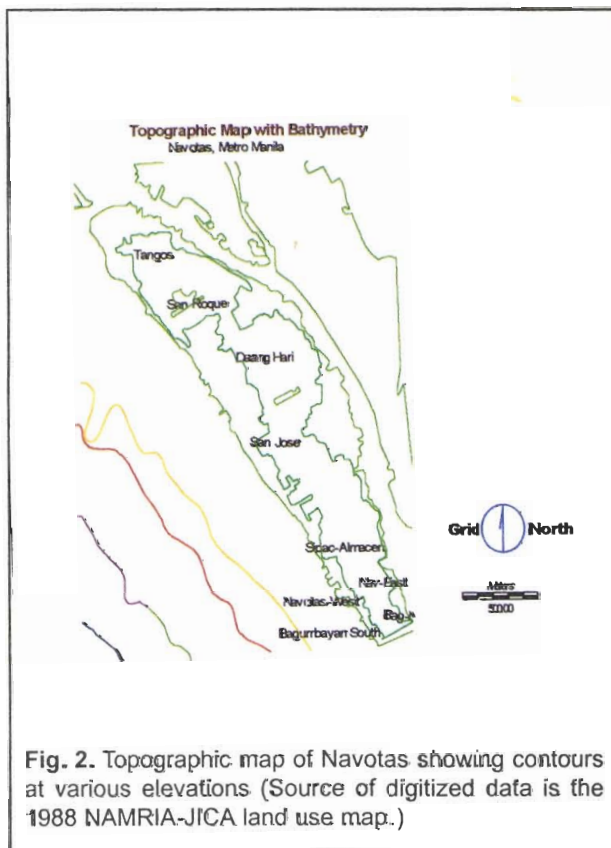 Topographic Map with Bathymetry
Navotas, Metro Manila
Tangos
San Roque
Daang Hari
San Jose
Sipac-Almacen
Nav-East
Navotas-West
Bagumbayan South
Grid North
Meters
500.00
Fig. 2. Topographic map of Navotas showing contours
at various elevations (Source of digitized data is the
1988 NAMRIA-JICA land use map.)